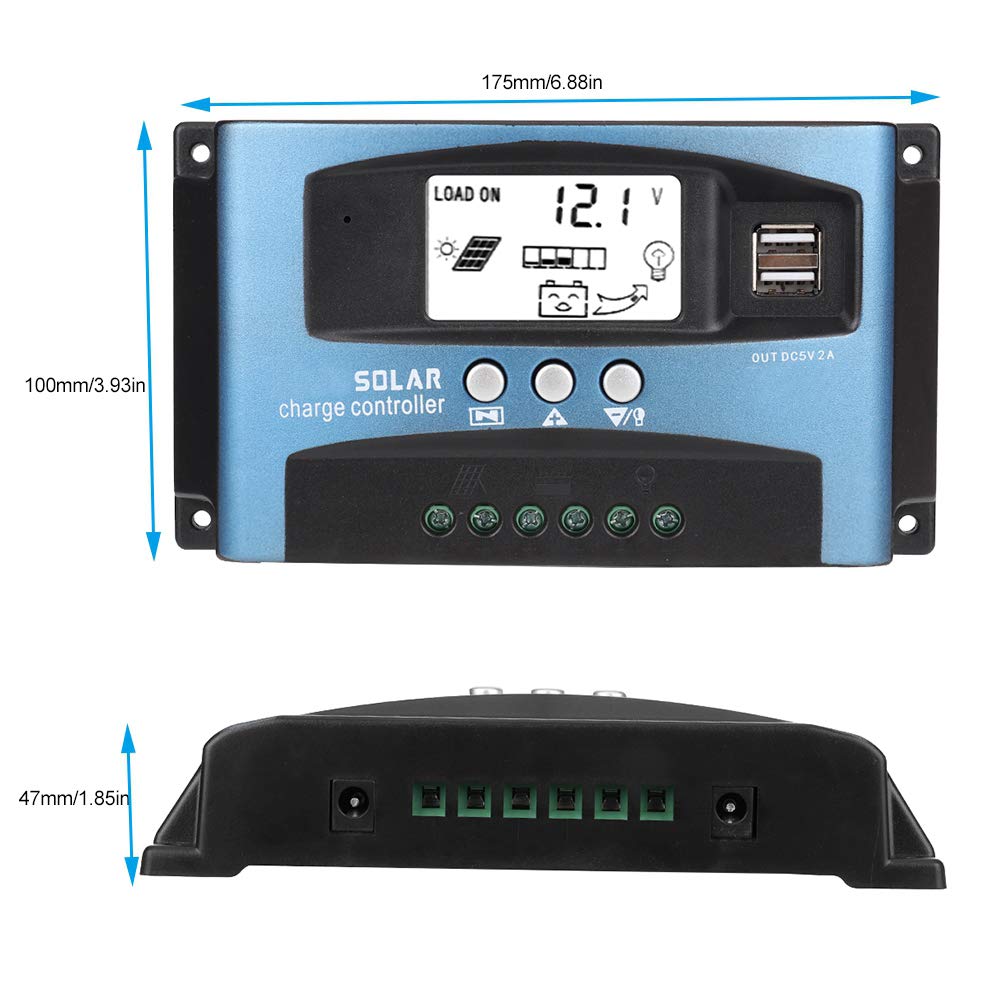 175mm/6.88in
LOAD ON
12.1 V
100mm/3.93in
OUT DC5V 2A
SOLAR
charge controller
47mm/1.85in